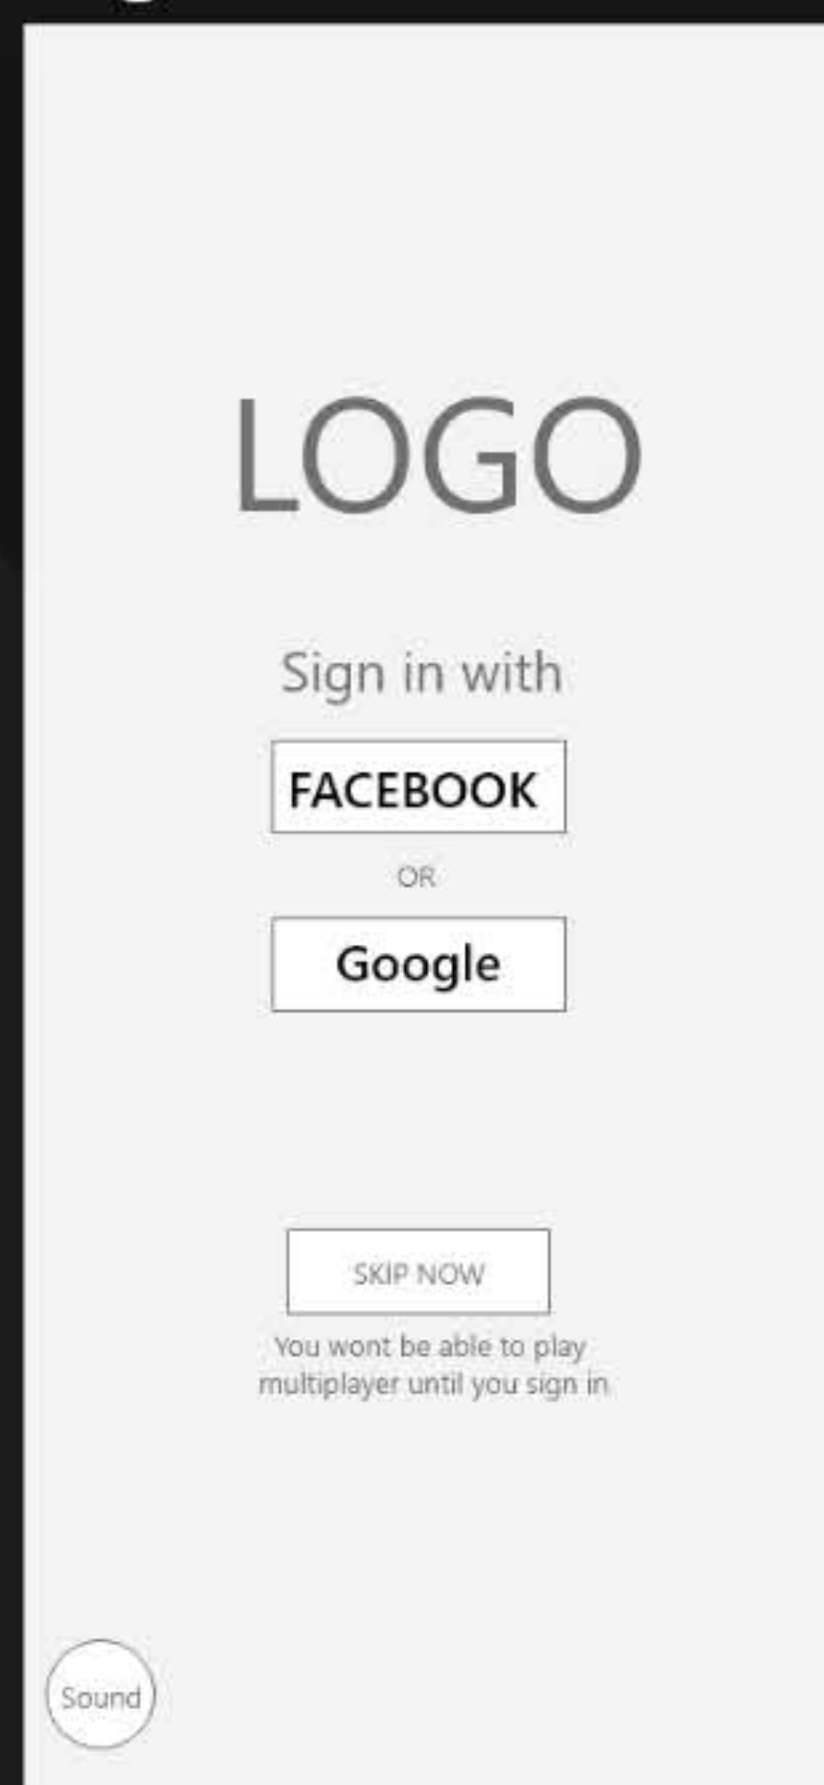 LOGO
Sign in with
FACEBOOK
OR
Google
SKIP NOW
You wont be able to play
multiplayer until you sign in
Sound